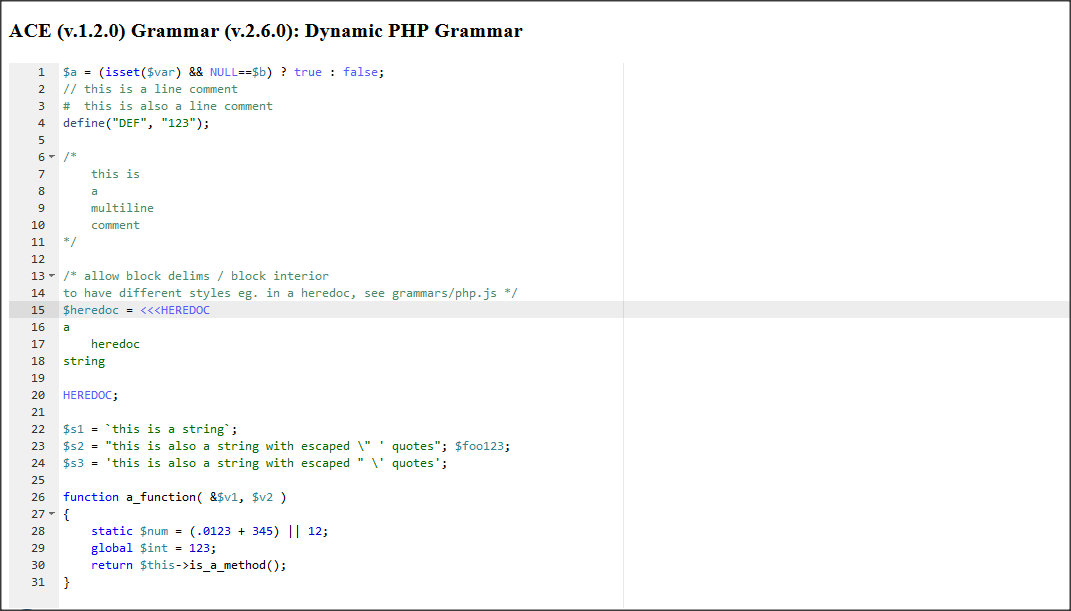 ACE (v.1.2.0) Grammar (v.2.6.0): Dynamic PHP Grammar
1 $a = (isset($var) && NULL==$b) ? true : false;
2 // this is a line comment
3 #  this is also a line comment
4 define("DEF", "123");
5
6 /*
7     this is
8     a
9     multiline
10     comment
11 */
12
13 /* allow block delims / block interior
14 to have different styles eg. in a heredoc, see grammars/php.js */
15 $heredoc = <<<HEREDOC
16 a
17     heredoc
18 string
19
20 HEREDOC;
21
22 $s1 = `this is a string`;
23 $s2 = "this is also a string with escaped \" ' quotes"; $foo123;
24 $s3 = 'this is also a string with escaped " \' quotes';
25
26 function a_function( &$v1, $v2 )
27 {
28     static $num = (.0123 + 345) || 12;
29     global $int = 123;
30     return $this->is_a_method();
31 }